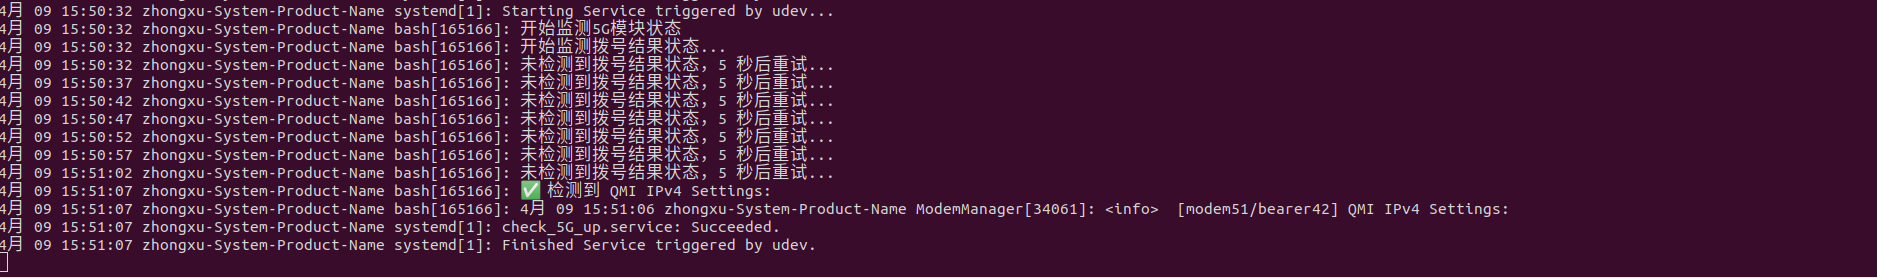 4月 09 15:50:32 zhongxu-System-Product-Name systemd[1]: Starting Service triggered by udev...
4月 09 15:50:32 zhongxu-System-Product-Name bash[165166]: 开始监测5G模块状态
4月 09 15:50:32 zhongxu-System-Product-Name bash[165166]: 开始监测拨号结果状态...
4月 09 15:50:32 zhongxu-System-Product-Name bash[165166]: 未检测到拨号结果状态，5 秒后重试...
4月 09 15:50:37 zhongxu-System-Product-Name bash[165166]: 未检测到拨号结果状态，5 秒后重试...
4月 09 15:50:42 zhongxu-System-Product-Name bash[165166]: 未检测到拨号结果状态，5 秒后重试...
4月 09 15:50:47 zhongxu-System-Product-Name bash[165166]: 未检测到拨号结果状态，5 秒后重试...
4月 09 15:50:52 zhongxu-System-Product-Name bash[165166]: 未检测到拨号结果状态，5 秒后重试...
4月 09 15:50:57 zhongxu-System-Product-Name bash[165166]: 未检测到拨号结果状态，5 秒后重试...
4月 09 15:51:02 zhongxu-System-Product-Name bash[165166]: 未检测到拨号结果状态，5 秒后重试...
4月 09 15:51:07 zhongxu-System-Product-Name bash[165166]: ✅ 检测到 QMI IPv4 Settings:
4月 09 15:51:07 zhongxu-System-Product-Name bash[165166]: 4月 09 15:51:06 zhongxu-System-Product-Name ModemManager[34061]: <info>  [modem51/bearer42] QMI IPv4 Settings:
4月 09 15:51:07 zhongxu-System-Product-Name systemd[1]: check_5G_up.service: Succeeded.
4月 09 15:51:07 zhongxu-System-Product-Name systemd[1]: Finished Service triggered by udev.